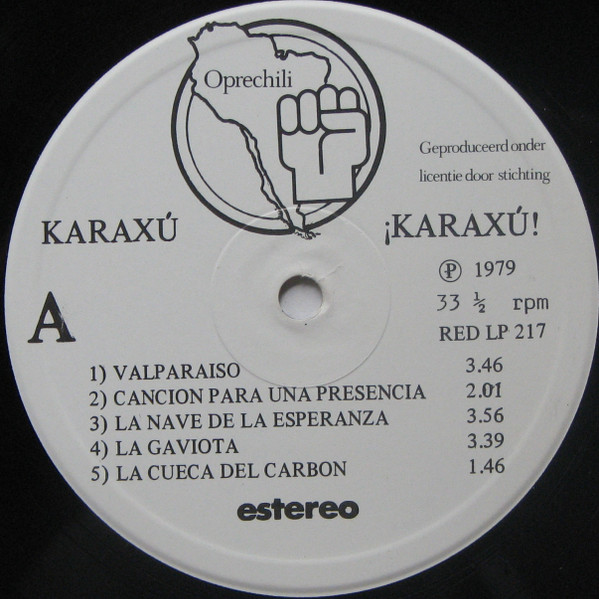 Oprechili
Geproduceerd onder
licentie door stichting
KARAXÚ
¡KARAXÚ!
Ⓟ 1979
A
33 ½ rpm
RED LP 217
1) VALPARAISO 3.46
2) CANCION PARA UNA PRESENCIA 2.01
3) LA NAVE DE LA ESPERANZA 3.56
4) LA GAVIOTA 3.39
5) LA CUECA DEL CARBON 1.46
estereo